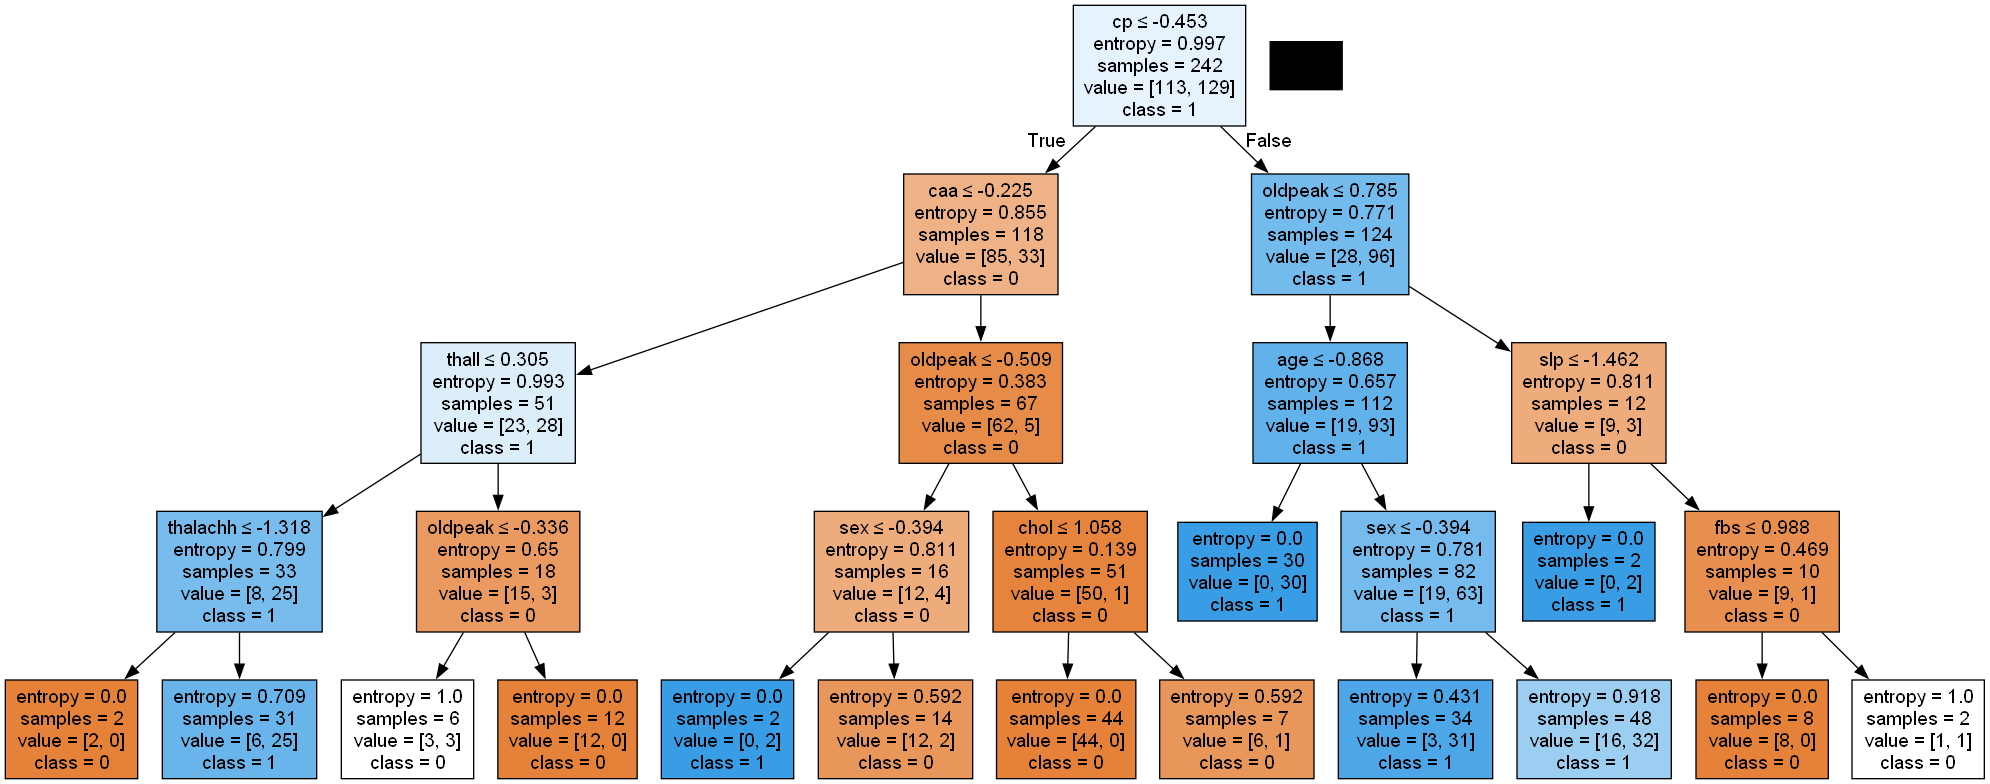 cp ≤ -0.453
entropy = 0.997
samples = 242
value = [113, 129]
class = 1
True
False
caa ≤ -0.225
entropy = 0.855
samples = 118
value = [85, 33]
class = 0
oldpeak ≤ 0.785
entropy = 0.771
samples = 124
value = [28, 96]
class = 1
thall ≤ 0.305
entropy = 0.993
samples = 51
value = [23, 28]
class = 1
oldpeak ≤ -0.509
entropy = 0.383
samples = 67
value = [62, 5]
class = 0
age ≤ -0.868
entropy = 0.657
samples = 112
value = [19, 93]
class = 1
slp ≤ -1.462
entropy = 0.811
samples = 12
value = [9, 3]
class = 0
thalachh ≤ -1.318
entropy = 0.799
samples = 33
value = [8, 25]
class = 1
oldpeak ≤ -0.336
entropy = 0.65
samples = 18
value = [15, 3]
class = 0
sex ≤ -0.394
entropy = 0.811
samples = 16
value = [12, 4]
class = 0
chol ≤ 1.058
entropy = 0.139
samples = 51
value = [50, 1]
class = 0
entropy = 0.0
samples = 30
value = [0, 30]
class = 1
sex ≤ -0.394
entropy = 0.781
samples = 82
value = [19, 63]
class = 1
entropy = 0.0
samples = 2
value = [0, 2]
class = 1
fbs ≤ 0.988
entropy = 0.469
samples = 10
value = [9, 1]
class = 0
entropy = 0.0
samples = 2
value = [2, 0]
class = 0
entropy = 0.709
samples = 31
value = [6, 25]
class = 1
entropy = 1.0
samples = 6
value = [3, 3]
class = 0
entropy = 0.0
samples = 12
value = [12, 0]
class = 0
entropy = 0.0
samples = 2
value = [0, 2]
class = 1
entropy = 0.592
samples = 14
value = [12, 2]
class = 0
entropy = 0.0
samples = 44
value = [44, 0]
class = 0
entropy = 0.592
samples = 7
value = [6, 1]
class = 0
entropy = 0.431
samples = 34
value = [3, 31]
class = 1
entropy = 0.918
samples = 48
value = [16, 32]
class = 1
entropy = 0.0
samples = 8
value = [8, 0]
class = 0
entropy = 1.0
samples = 2
value = [1, 1]
class = 0